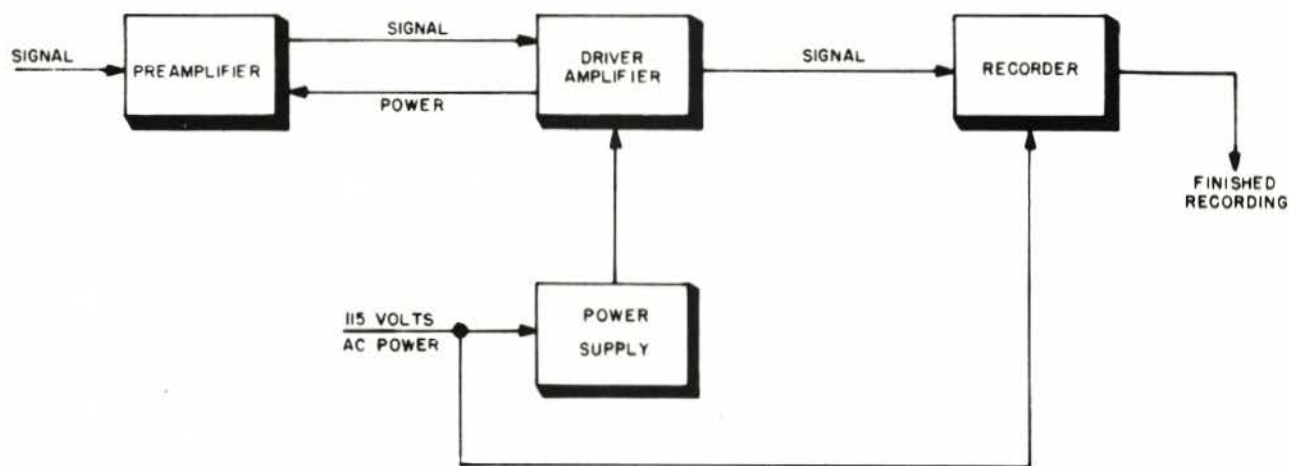 SIGNAL
PREAMPLIFIER
SIGNAL
POWER
DRIVER
AMPLIFIER
SIGNAL
RECORDER
FINISHED
RECORDING
115 VOLTS
AC POWER
POWER
SUPPLY